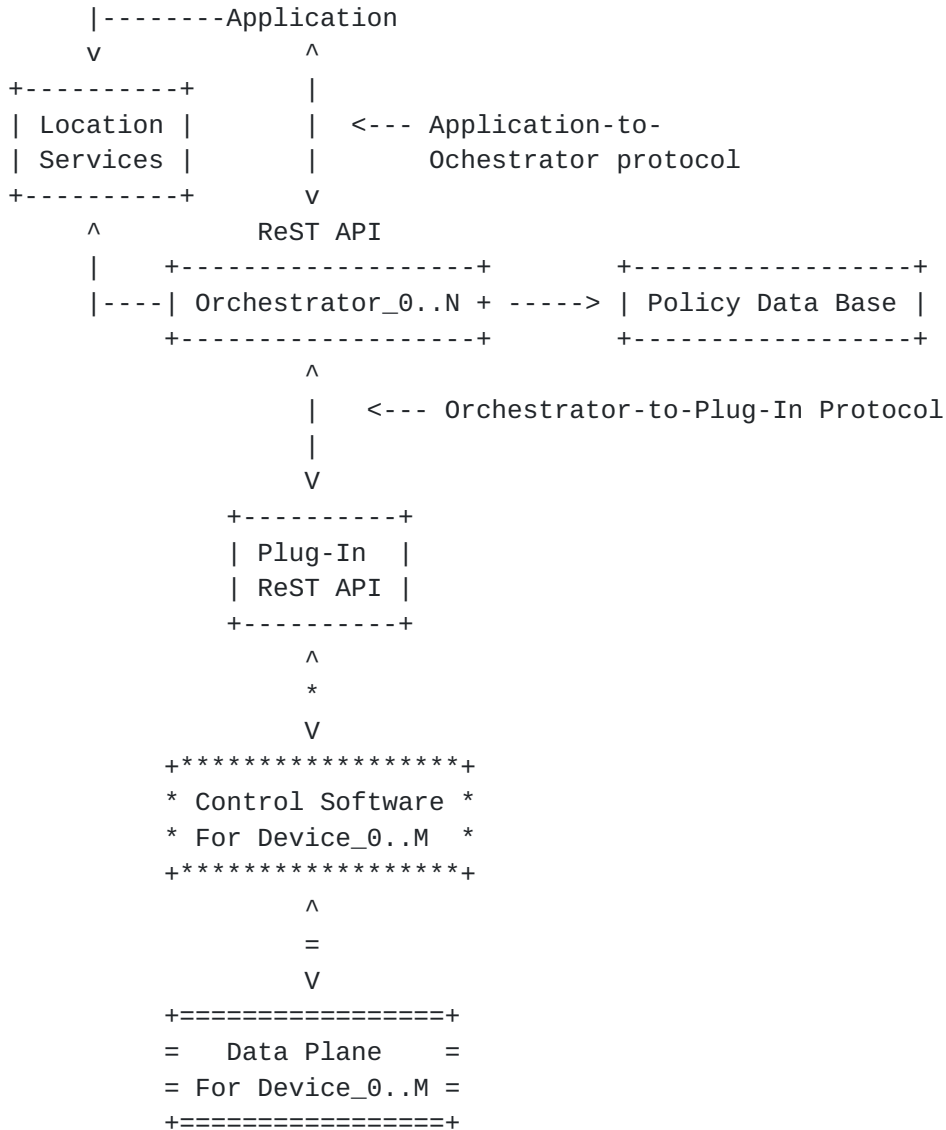 |--------Application
v ^
+----------+ |
| Location | | <--- Application-to-
| Services | | Ochestrator protocol
+----------+ v
^ ReST API
| +-------------------+ +------------------+
|----| Orchestrator_0..N + -----> | Policy Data Base |
+-------------------+ +------------------+
^
| <--- Orchestrator-to-Plug-In Protocol
|
V
+----------+
| Plug-In |
| ReST API |
+----------+
^
*
V
+******************+
* Control Software *
* For Device_0..M *
+******************+
^
=
V
+=================+
= Data Plane =
= For Device_0..M =
+=================+